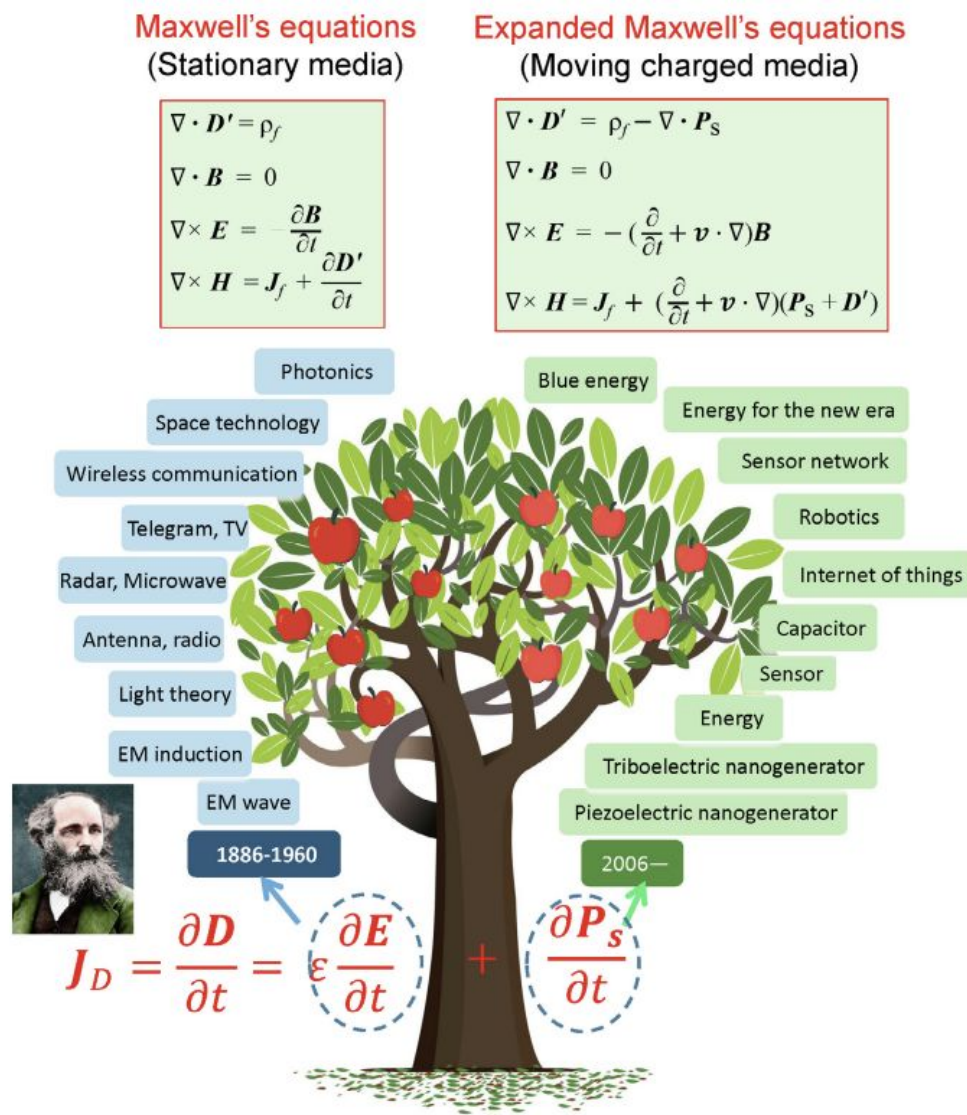 Maxwell's equations
(Stationary media)
∇ · D′ = ρf
∇ · B = 0
∇× E = -∂B/∂t
∇× H = Jf + ∂D′/∂t
Expanded Maxwell's equations
(Moving charged media)
∇ · D′ = ρf − ∇ · PS
∇ · B = 0
∇× E = − (∂/∂t + v · ∇)B
∇× H = Jf + (∂/∂t + v · ∇)(PS + D′)
Photonics
Space technology
Wireless communication
Telegram, TV
Radar, Microwave
Antenna, radio
Light theory
EM induction
EM wave
1886-1960
Blue energy
Energy for the new era
Sensor network
Robotics
Internet of things
Capacitor
Sensor
Energy
Triboelectric nanogenerator
Piezoelectric nanogenerator
2006—
JD = ∂D/∂t = ε ∂E/∂t + ∂Ps/∂t